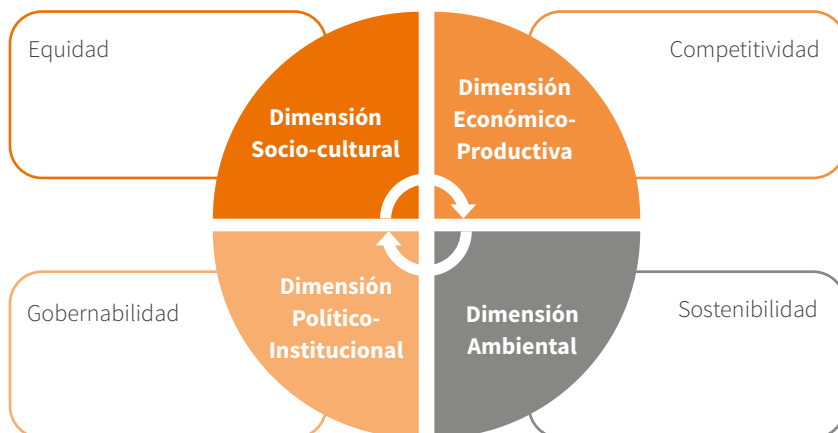 Equidad
Competitividad
Dimensión
Socio-cultural
Dimensión
Económico-
Productiva
Gobernabilidad
Sostenibilidad
Dimensión
Político-
Institucional
Dimensión
Ambiental